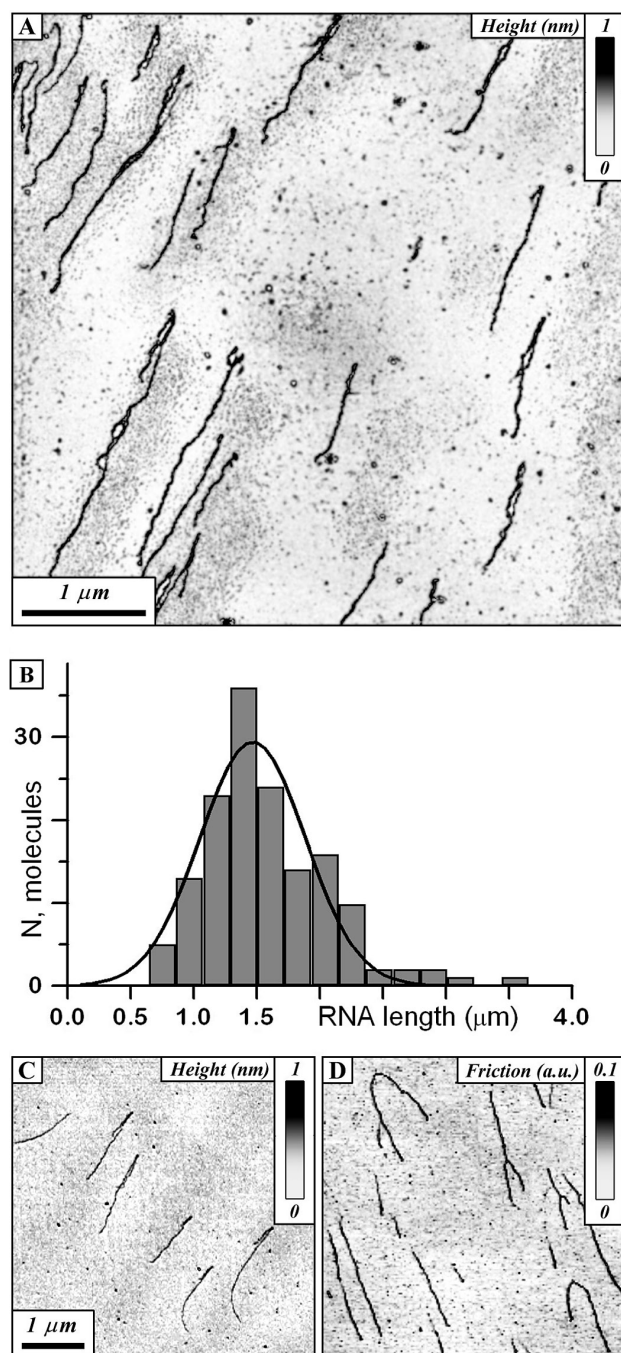 A
Height (nm)
1
0
1 μm
B
30
N, molecules
0
0.0
0.5
1.0
1.5
RNA length (μm)
4.0
C
Height (nm)
1
0
1 μm
D
Friction (a.u.)
0.1
0